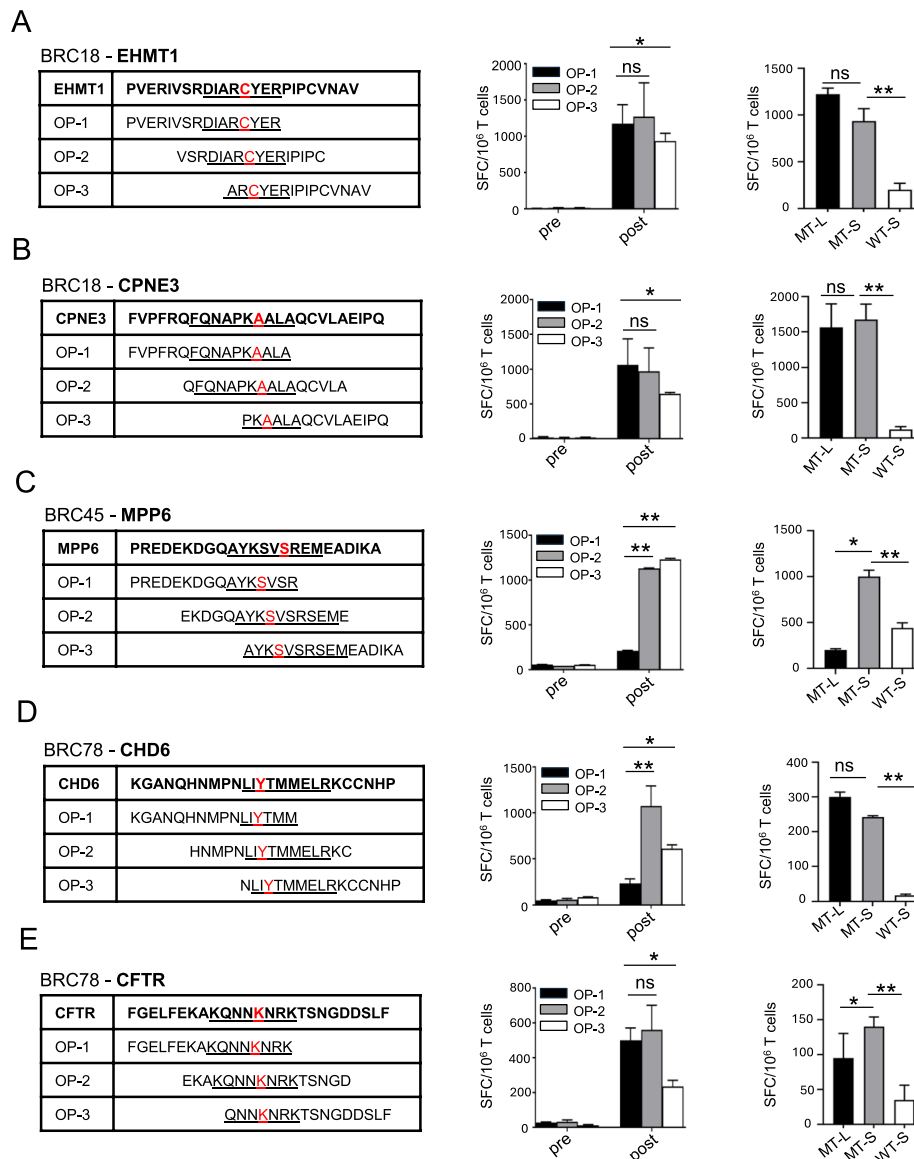 A
BRC18 - EHMT1
EHMT1 PVERIVSRDIARCYERPIPCVNAV
OP-1 PVERIVSRDIARCYER
OP-2 VSRDIARCYERIPIPC
OP-3 ARCYERIPIPCVNAV
SFC/10⁶ T cells
1500
1000
500
0
OP-1
OP-2
OP-3
*
ns
pre
post
SFC/10⁶ T cells
1500
1000
500
0
ns
**
MT-L
MT-S
WT-S
B
BRC18 - CPNE3
CPNE3 FVPFRQFQNAPKAALAQCVLAEIPQ
OP-1 FVPFRQFQNAPKAALA
OP-2 QFQNAPKAALAQCVLA
OP-3 PKAALAQCVLAEIPQ
SFC/10⁶ T cells
2000
1500
1000
500
0
OP-1
OP-2
OP-3
*
ns
pre
post
SFC/10⁶ T cells
2000
1500
1000
500
0
ns
**
MT-L
MT-S
WT-S
C
BRC45 - MPP6
MPP6 PREDEKDGQAYKSVSREMEADIKA
OP-1 PREDEKDGQAYKSVSR
OP-2 EKDGQAYKSVSRSEME
OP-3 AYKSVSRSEMEADIKA
SFC/10⁶ T cells
1500
1000
500
0
OP-1
OP-2
OP-3
**
**
pre
post
SFC/10⁶ T cells
1500
1000
500
0
*
**
MT-L
MT-S
WT-S
D
BRC78 - CHD6
CHD6 KGANQHNMPNLIYTMMELRKCCNHP
OP-1 KGANQHNMPNLIYTMM
OP-2 HNMPNLIYTMMELRKC
OP-3 NLIYTMMELRKCCNHP
SFC/10⁶ T cells
1500
1000
500
0
OP-1
OP-2
OP-3
*
**
pre
post
SFC/10⁶ T cells
400
300
200
100
0
ns
**
MT-L
MT-S
WT-S
E
BRC78 - CFTR
CFTR FGELFEKAKQNNKNRKTSNGDDSLF
OP-1 FGELFEKAKQNNKNRK
OP-2 EKAKQNNKNRKTSNGD
OP-3 QNNKNRKTSNGDDSLF
SFC/10⁶ T cells
800
600
400
200
0
OP-1
OP-2
OP-3
*
ns
pre
post
SFC/10⁶ T cells
200
150
100
50
0
*
**
MT-L
MT-S
WT-S